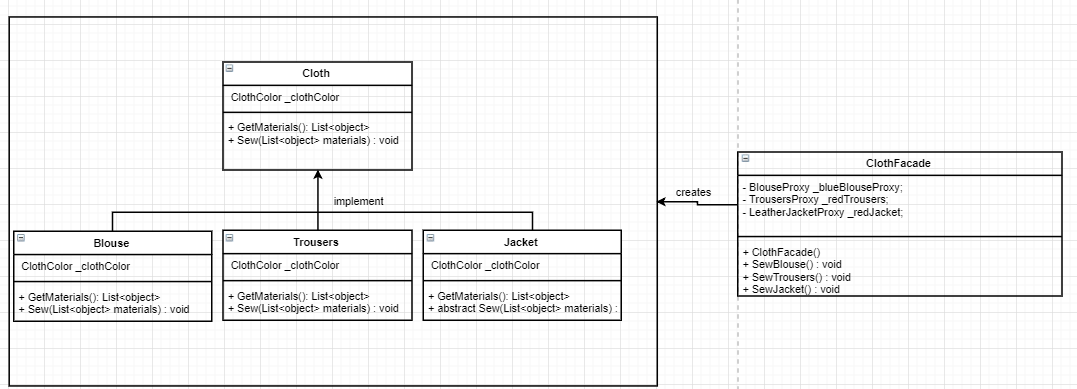 Cloth
ClothColor _clothColor
+ GetMaterials(): List<object>
+ Sew(List<object> materials) : void
implement
Blouse
ClothColor _clothColor
+ GetMaterials(): List<object>
+ Sew(List<object> materials) : void
Trousers
ClothColor _clothColor
+ GetMaterials(): List<object>
+ Sew(List<object> materials) : void
Jacket
ClothColor _clothColor
+ GetMaterials(): List<object>
+ abstract Sew(List<object> materials) :
creates
ClothFacade
- BlouseProxy _blueBlouseProxy;
- TrousersProxy _redTrousers;
- LeatherJacketProxy _redJacket;
+ ClothFacade()
+ SewBlouse() : void
+ SewTrousers() : void
+ SewJacket() : void